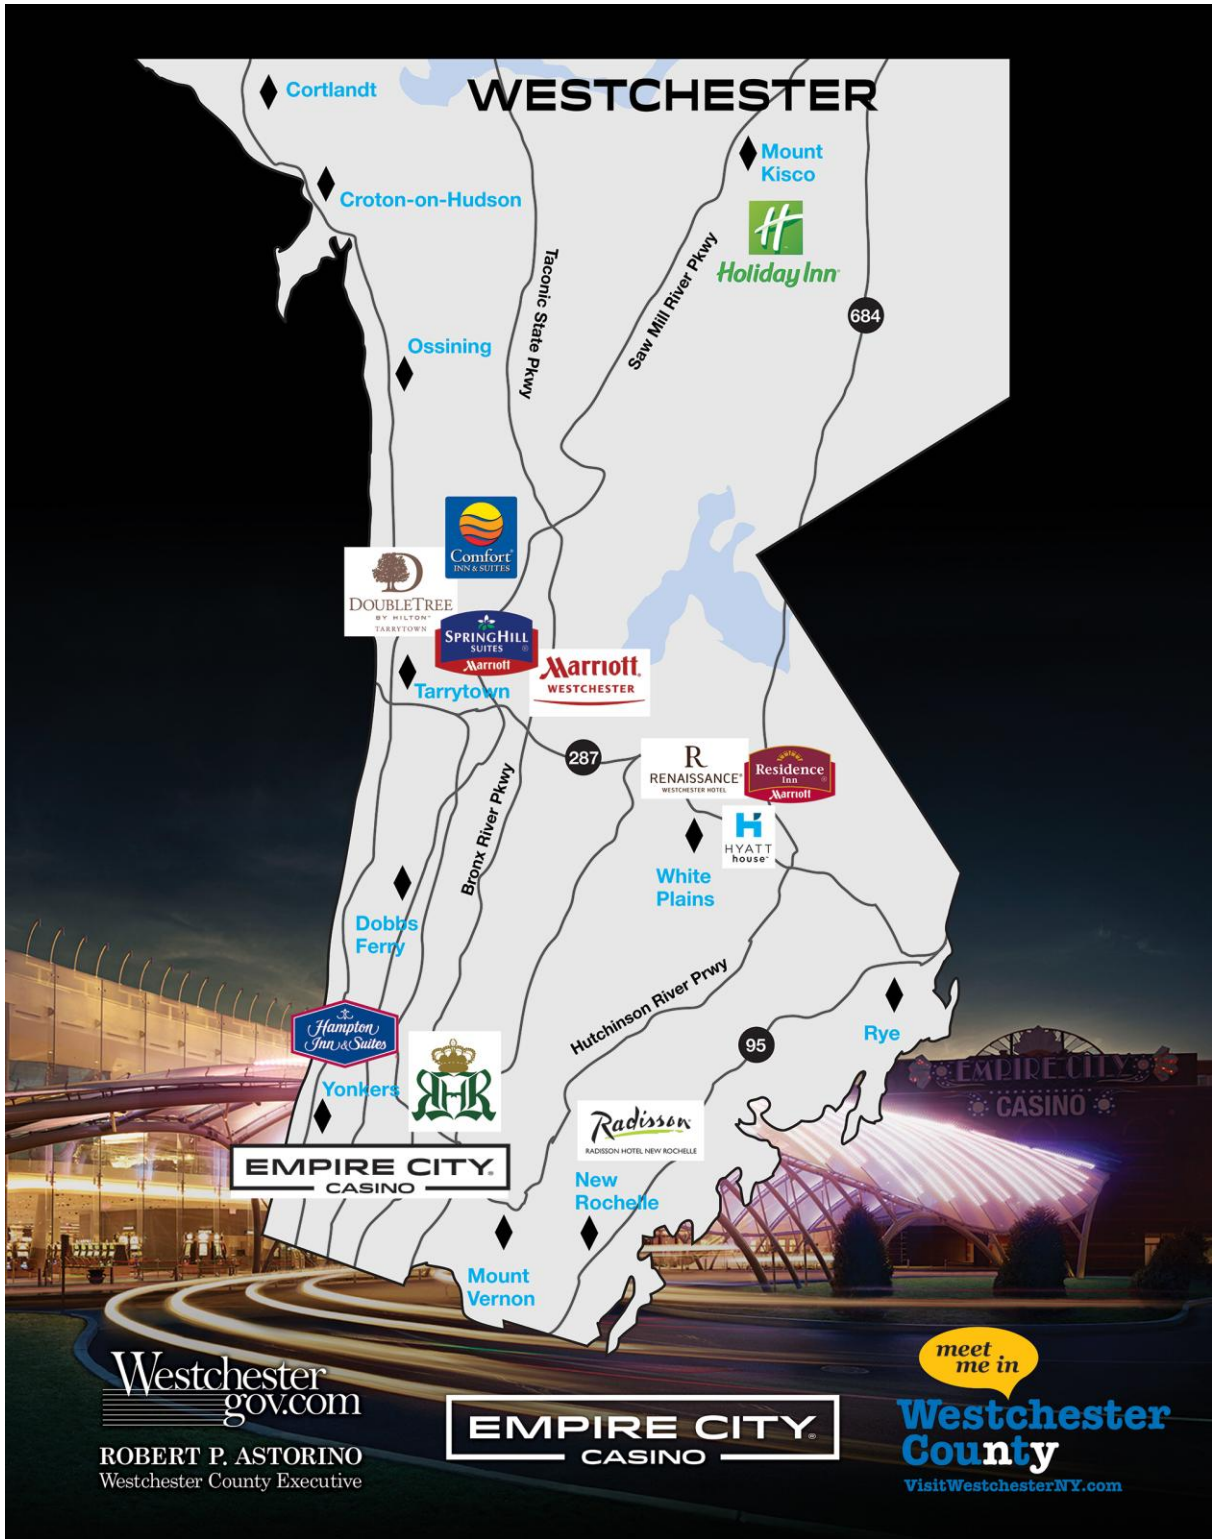 WESTCHESTER
Cortlandt
Mount
Kisco
Croton-on-Hudson
Holiday Inn
Taconic State Pkwy
Saw Mill River Pkwy
684
Ossining
Comfort
INN & SUITES
D
DOUBLETREE
BY HILTON™
TARRYTOWN
SPRINGHILL
SUITES ®
Marriott
Marriott.
WESTCHESTER
Tarrytown
287
R
RENAISSANCE®
WESTCHESTER HOTEL
Residence
Inn ®
Marriott
Bronx River Pkwy
H
HYATT
house™
White
Plains
Dobbs
Ferry
Hutchinson River Prwy
95
Rye
Hampton
Inn & Suites
RHR
Yonkers
EMPIRE CITY
CASINO
Radisson
RADISSON HOTEL NEW ROCHELLE
EMPIRE CITY®
CASINO
New
Rochelle
Mount
Vernon
Westchester
gov.com
ROBERT P. ASTORINO
Westchester County Executive
EMPIRE CITY®
CASINO
meet
me in
Westchester
County
VisitWestchesterNY.com